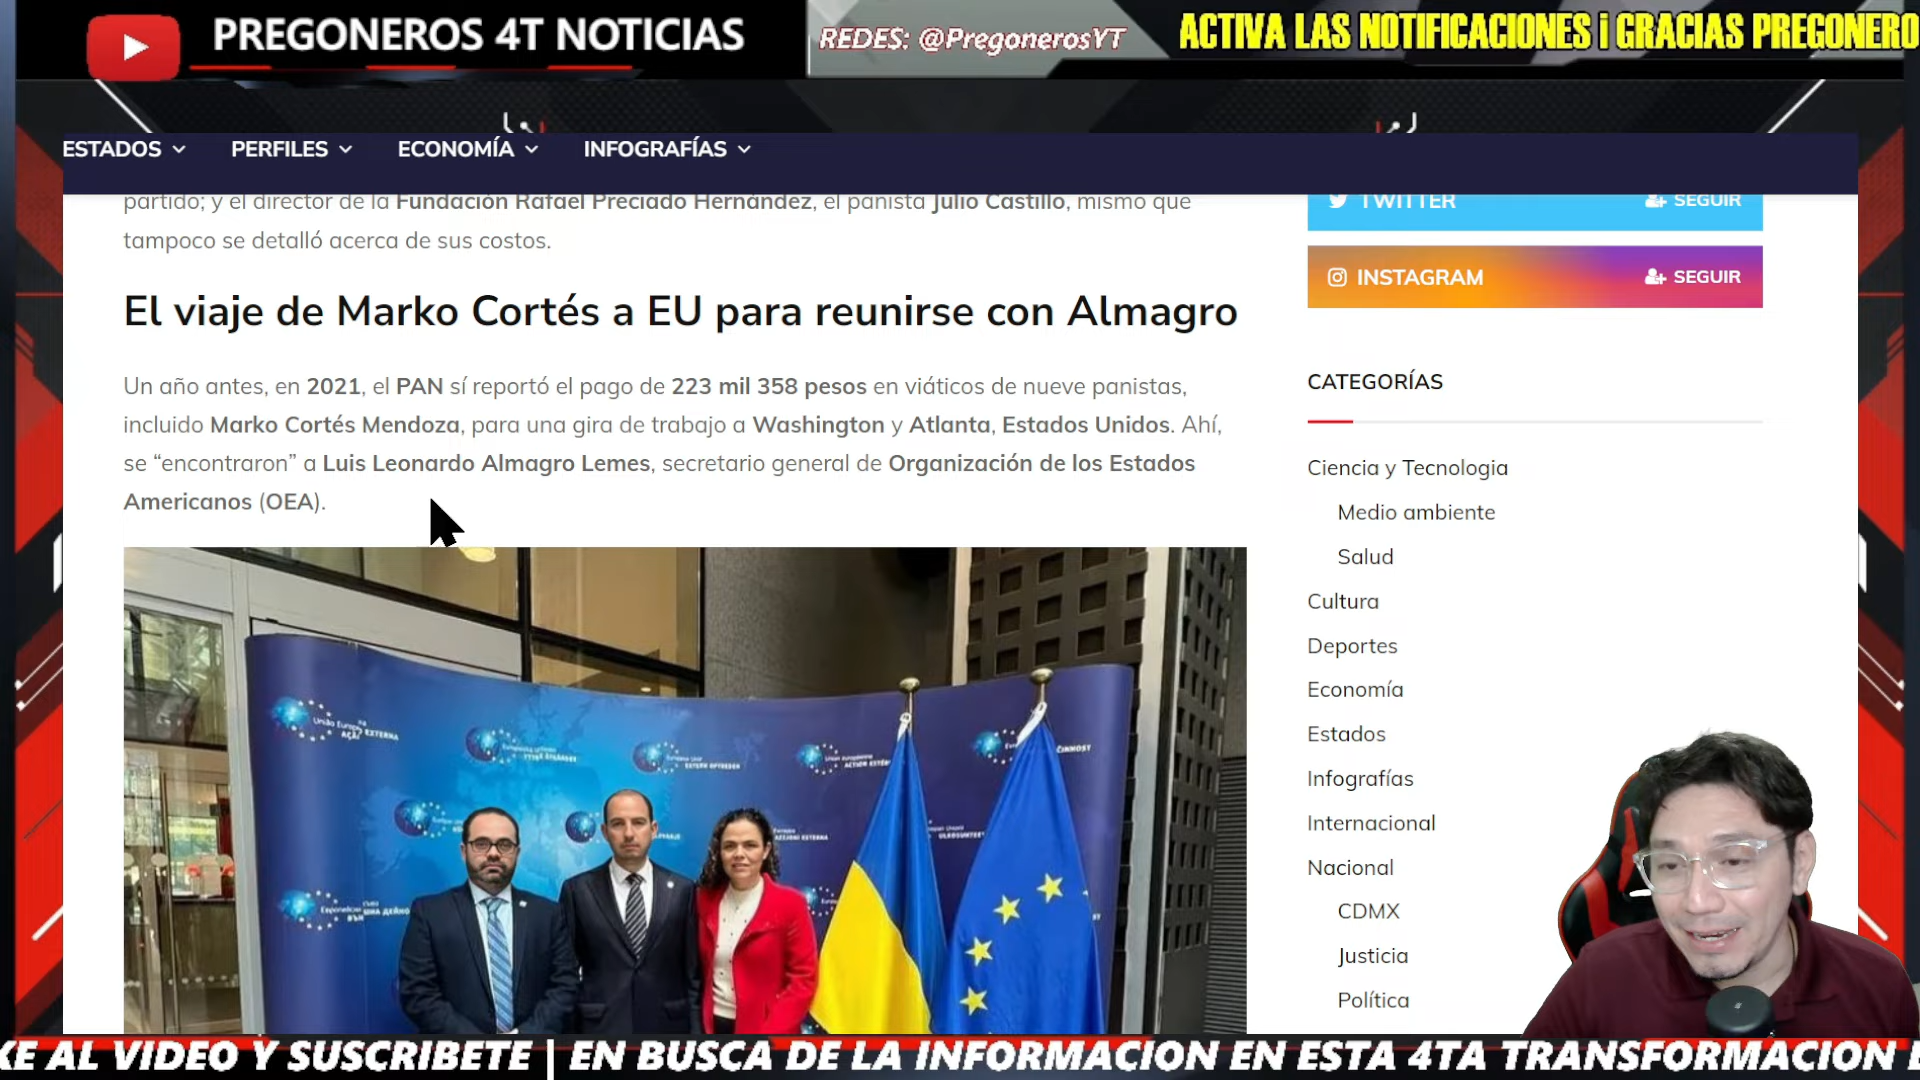 PREGONEROS 4T NOTICIAS
REDES: @PregonerosYT
ACTIVA LAS NOTIFICACIONES ¡ GRACIAS PREGONERO
ESTADOS PERFILES ECONOMÍA INFOGRAFÍAS
partido; y el director de la Fundación Rafael Preciado Hernández, el panista Julio Castillo, mismo que
tampoco se detalló acerca de sus costos.
El viaje de Marko Cortés a EU para reunirse con Almagro
Un año antes, en 2021, el PAN sí reportó el pago de 223 mil 358 pesos en viáticos de nueve panistas,
incluido Marko Cortés Mendoza, para una gira de trabajo a Washington y Atlanta, Estados Unidos. Ahí,
se “encontraron” a Luis Leonardo Almagro Lemes, secretario general de Organización de los Estados
Americanos (OEA).
TWITTER SEGUIR
INSTAGRAM SEGUIR
CATEGORÍAS
Ciencia y Tecnologia
Medio ambiente
Salud
Cultura
Deportes
Economía
Estados
Infografías
Internacional
Nacional
CDMX
Justicia
Política
KE AL VIDEO Y SUSCRIBETE | EN BUSCA DE LA INFORMACION EN ESTA 4TA TRANSFORMACION